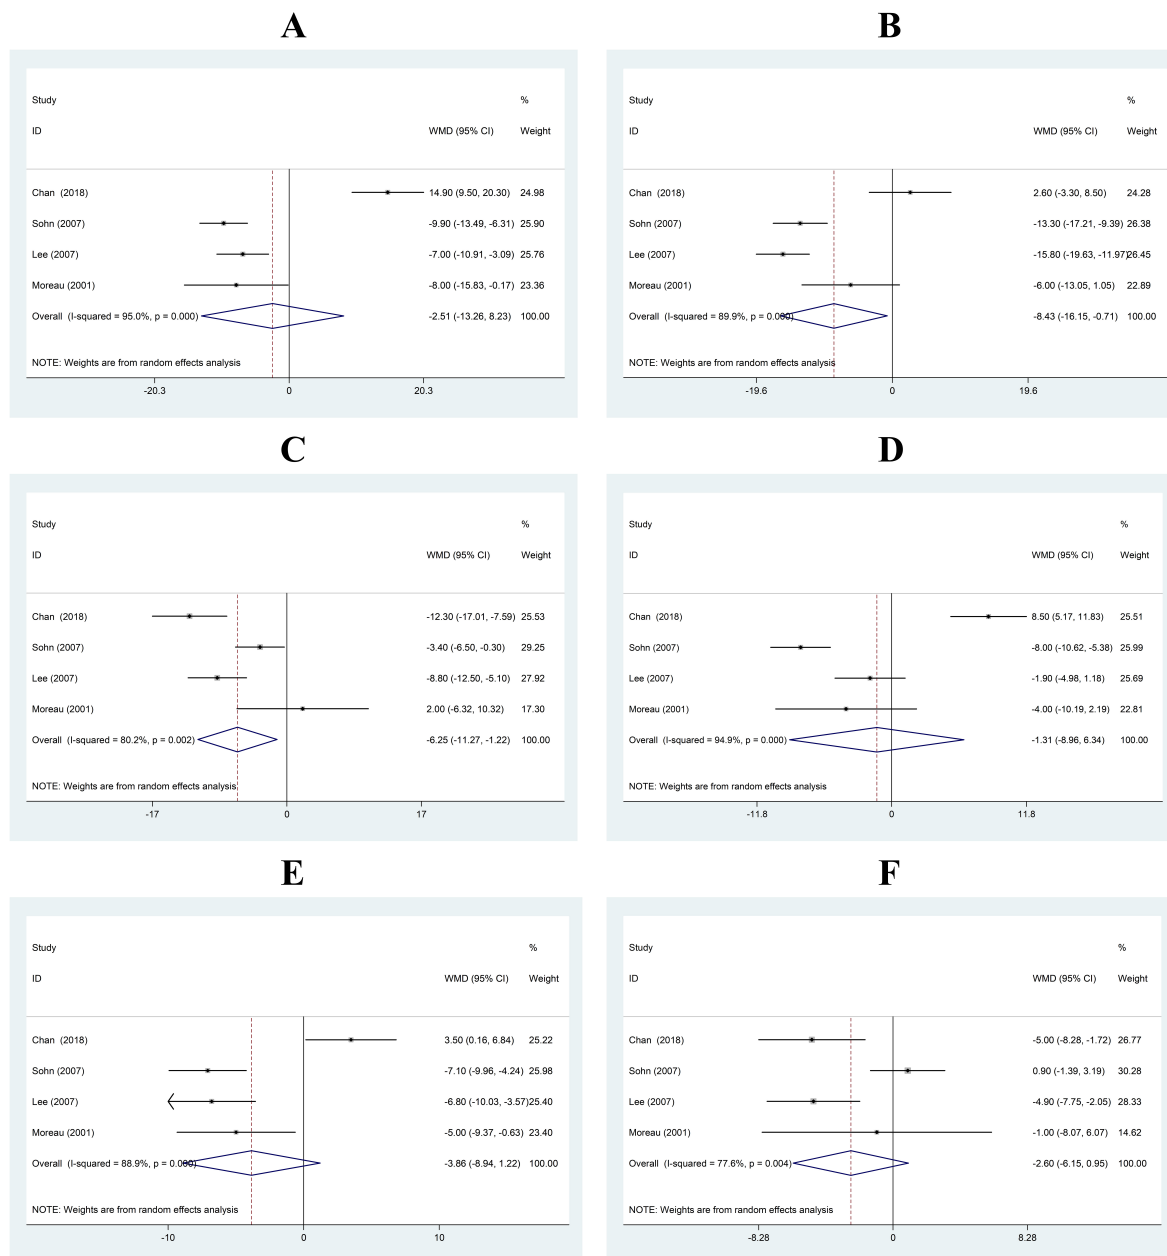 A
Study %
ID WMD (95% CI) Weight
Chan (2018) 14.90 (9.50, 20.30) 24.98
Sohn (2007) -9.90 (-13.49, -6.31) 25.90
Lee (2007) -7.00 (-10.91, -3.09) 25.76
Moreau (2001) -8.00 (-15.83, -0.17) 23.36
Overall (I-squared = 95.0%, p = 0.000) -2.51 (-13.26, 8.23) 100.00
NOTE: Weights are from random effects analysis
-20.3 0 20.3
B
Study %
ID WMD (95% CI) Weight
Chan (2018) 2.60 (-3.30, 8.50) 24.28
Sohn (2007) -13.30 (-17.21, -9.39) 26.38
Lee (2007) -15.80 (-19.63, -11.97) 26.45
Moreau (2001) -6.00 (-13.05, 1.05) 22.89
Overall (I-squared = 89.9%, p = 0.000) -8.43 (-16.15, -0.71) 100.00
NOTE: Weights are from random effects analysis
-19.6 0 19.6
C
Study %
ID WMD (95% CI) Weight
Chan (2018) -12.30 (-17.01, -7.59) 25.53
Sohn (2007) -3.40 (-6.50, -0.30) 29.25
Lee (2007) -8.80 (-12.50, -5.10) 27.92
Moreau (2001) 2.00 (-6.32, 10.32) 17.30
Overall (I-squared = 80.2%, p = 0.002) -6.25 (-11.27, -1.22) 100.00
NOTE: Weights are from random effects analysis
-17 0 17
D
Study %
ID WMD (95% CI) Weight
Chan (2018) 8.50 (5.17, 11.83) 25.51
Sohn (2007) -8.00 (-10.62, -5.38) 25.99
Lee (2007) -1.90 (-4.98, 1.18) 25.69
Moreau (2001) -4.00 (-10.19, 2.19) 22.81
Overall (I-squared = 94.9%, p = 0.000) -1.31 (-8.96, 6.34) 100.00
NOTE: Weights are from random effects analysis
-11.8 0 11.8
E
Study %
ID WMD (95% CI) Weight
Chan (2018) 3.50 (0.16, 6.84) 25.22
Sohn (2007) -7.10 (-9.96, -4.24) 25.98
Lee (2007) -6.80 (-10.03, -3.57) 25.40
Moreau (2001) -5.00 (-9.37, -0.63) 23.40
Overall (I-squared = 88.9%, p = 0.000) -3.86 (-8.94, 1.22) 100.00
NOTE: Weights are from random effects analysis
-10 0 10
F
Study %
ID WMD (95% CI) Weight
Chan (2018) -5.00 (-8.28, -1.72) 26.77
Sohn (2007) 0.90 (-1.39, 3.19) 30.28
Lee (2007) -4.90 (-7.75, -2.05) 28.33
Moreau (2001) -1.00 (-8.07, 6.07) 14.62
Overall (I-squared = 77.6%, p = 0.004) -2.60 (-6.15, 0.95) 100.00
NOTE: Weights are from random effects analysis
-8.28 0 8.28